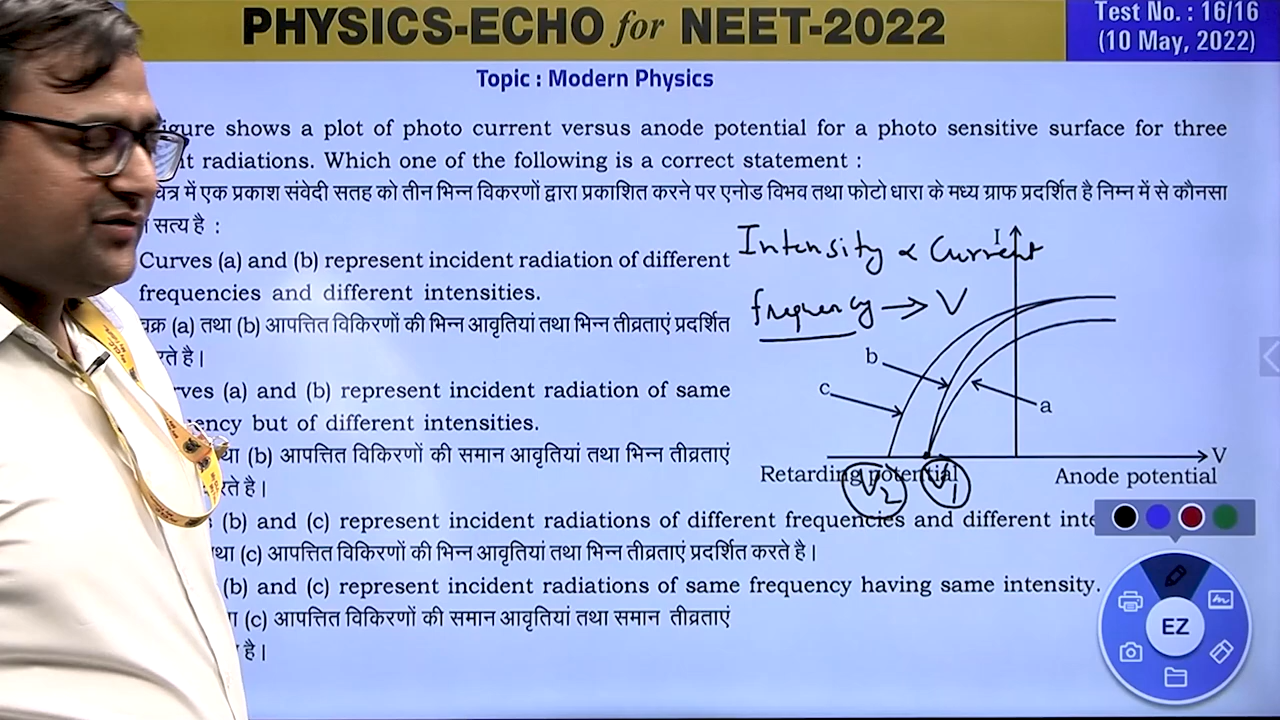 PHYSICS-ECHO for NEET-2022
Test No. : 16/16
(10 May, 2022)
Topic : Modern Physics
figure shows a plot of photo current versus anode potential for a photo sensitive surface for three
nt radiations. Which one of the following is a correct statement :
चित्र में एक प्रकाश संवेदी सतह को तीन भिन्न विकरणों द्वारा प्रकाशित करने पर एनोड विभव तथा फोटो धारा के मध्य ग्राफ प्रदर्शित है निम्न में से कौनसा
सत्य है :
Curves (a) and (b) represent incident radiation of different
frequencies and different intensities.
वक्र (a) तथा (b) आपत्तित विकिरणों की भिन्न आवृतियां तथा भिन्न तीव्रताएं प्रदर्शित
रते है।
rves (a) and (b) represent incident radiation of same
ency but of different intensities.
था (b) आपत्तित विकिरणों की समान आवृतियां तथा भिन्न तीव्रताएं
रते है।
(b) and (c) represent incident radiations of different frequencies and different inte
था (c) आपत्तित विकिरणों की भिन्न आवृतियां तथा भिन्न तीव्रताएं प्रदर्शित करते है।
(b) and (c) represent incident radiations of same frequency having same intensity.
(c) आपत्तित विकिरणों की समान आवृतियां तथा समान तीव्रताएं
है।
Intensity ∝ Current
frequency → V
I
b
c
a
V
Retarding potential
Anode potential
V2
V1
EZ